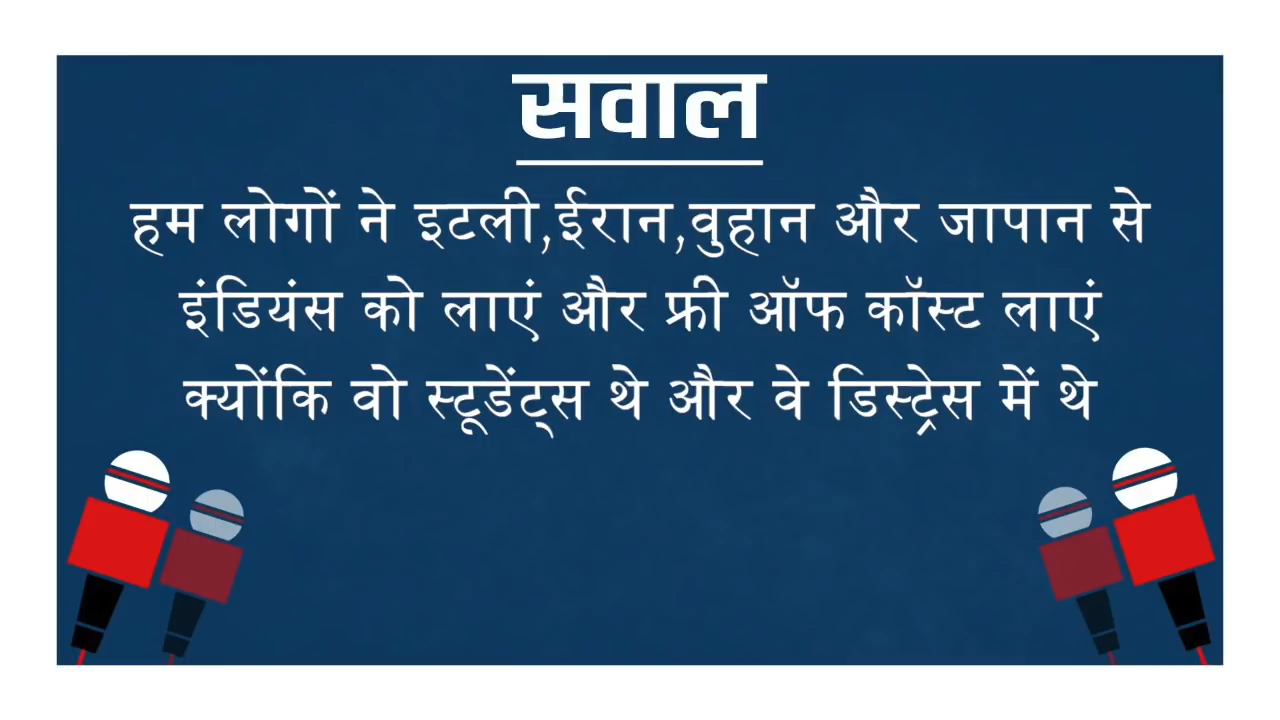 सवाल
हम लोगों ने इटली,ईरान,वुहान और जापान से
इंडियंस को लाएं और फ्री ऑफ कॉस्ट लाएं
क्योंकि वो स्टूडेंट्स थे और वे डिस्ट्रेस में थे